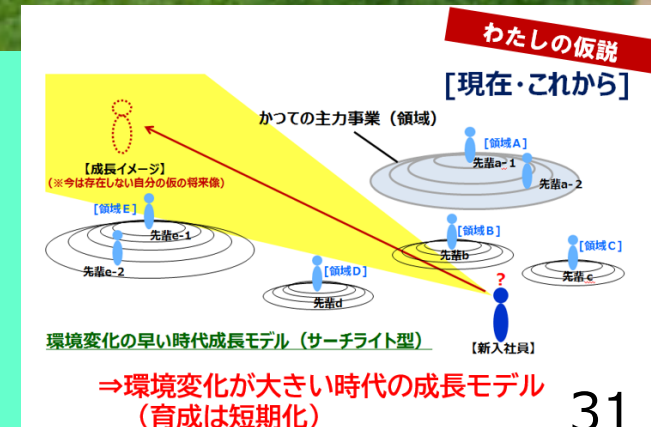 わたしの仮説
[現在・これから]
かつての主力事業（領域）
[領域A]
先輩a-1
先輩a-2
【成長イメージ】
(※今は存在しない自分の仮の将来像)
[領域E]
先輩e-1
先輩e-2
[領域B]
先輩b
[領域C]
先輩c
[領域D]
先輩d
?
【新入社員】
環境変化の早い時代成長モデル（サーチライト型）
⇒環境変化が大きい時代の成長モデル
（育成は短期化）
31